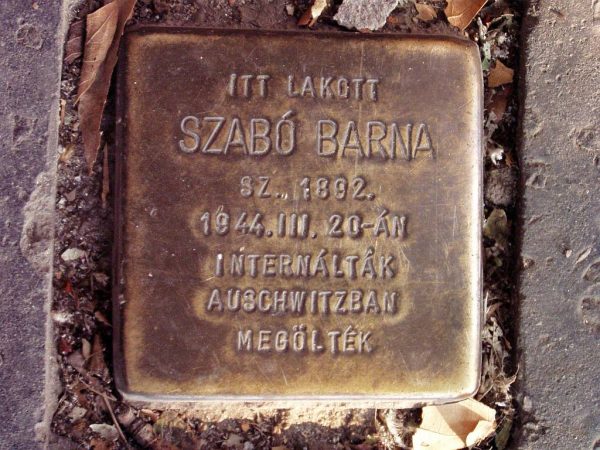 ITT LAKOTT
SZABÓ BARNA
SZ., 1892.
1944.III. 20-ÁN
INTERNÁLTÁK
AUSCHWITZBAN
MEGÖLTÉK